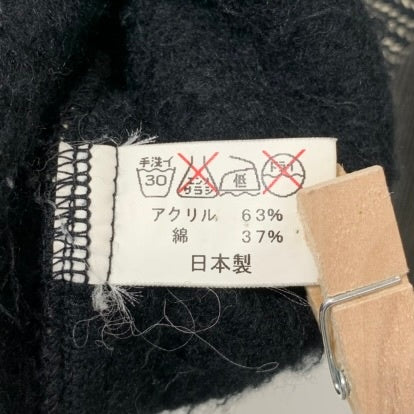 手洗イ
30 エンソ サラシ 低 ドライ
アクリル 63%
綿 37%
日本製